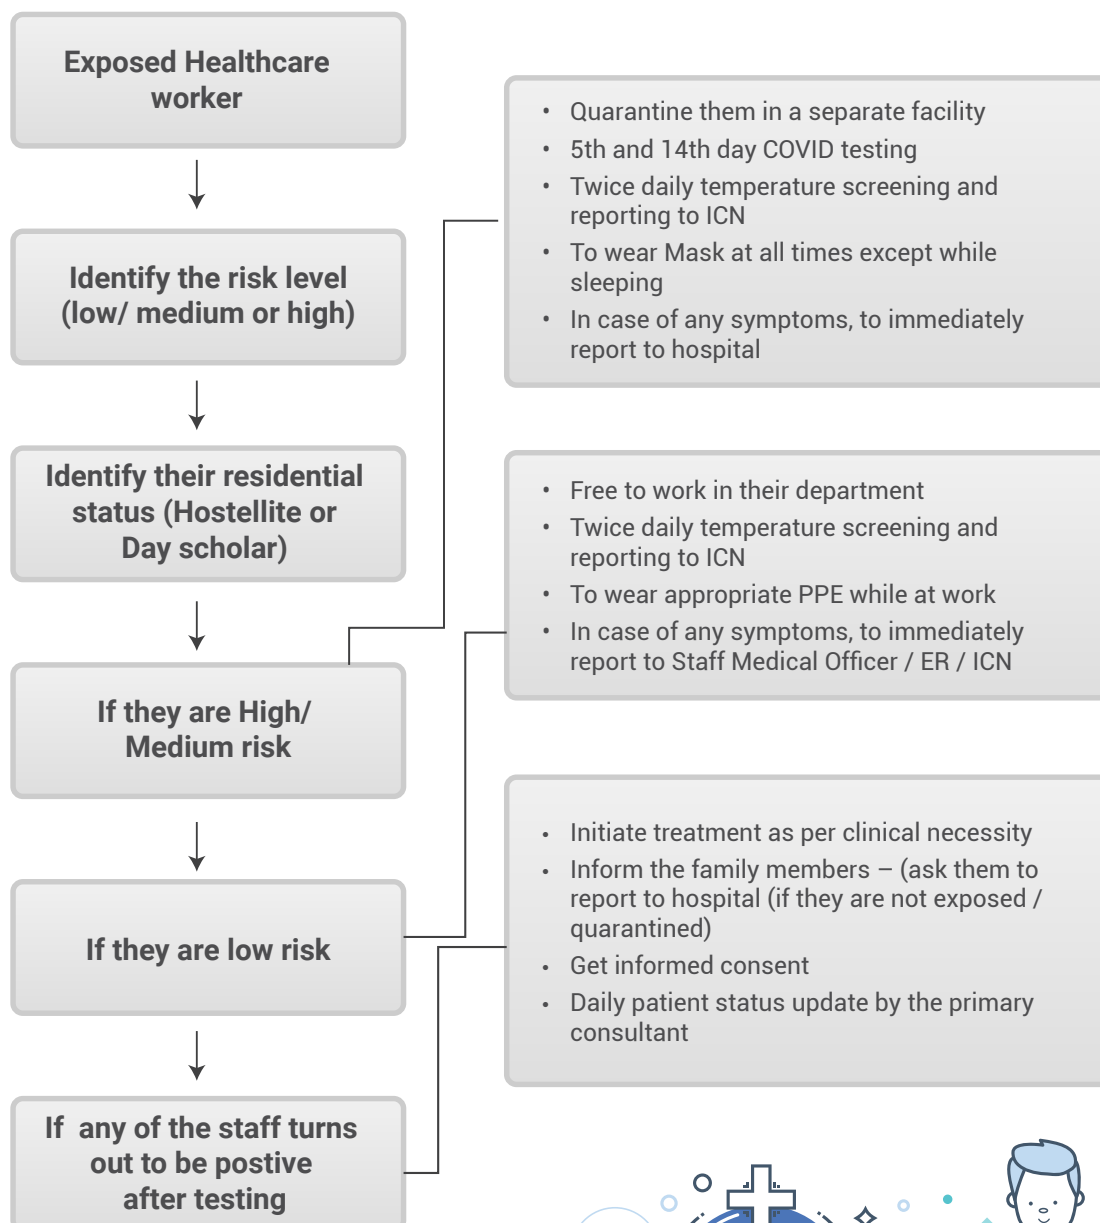 Exposed Healthcare
worker
Identify the risk level
(low/ medium or high)
Identify their residential
status (Hostellite or
Day scholar)
If they are High/
Medium risk
If they are low risk
If  any of the staff turns
out to be postive
after testing
• Quarantine them in a separate facility
• 5th and 14th day COVID testing
• Twice daily temperature screening and
reporting to ICN
• To wear Mask at all times except while
sleeping
• In case of any symptoms, to immediately
report to hospital
• Free to work in their department
• Twice daily temperature screening and
reporting to ICN
• To wear appropriate PPE while at work
• In case of any symptoms, to immediately
report to Staff Medical Officer / ER / ICN
• Initiate treatment as per clinical necessity
• Inform the family members – (ask them to
report to hospital (if they are not exposed /
quarantined)
• Get informed consent
• Daily patient status update by the primary
consultant